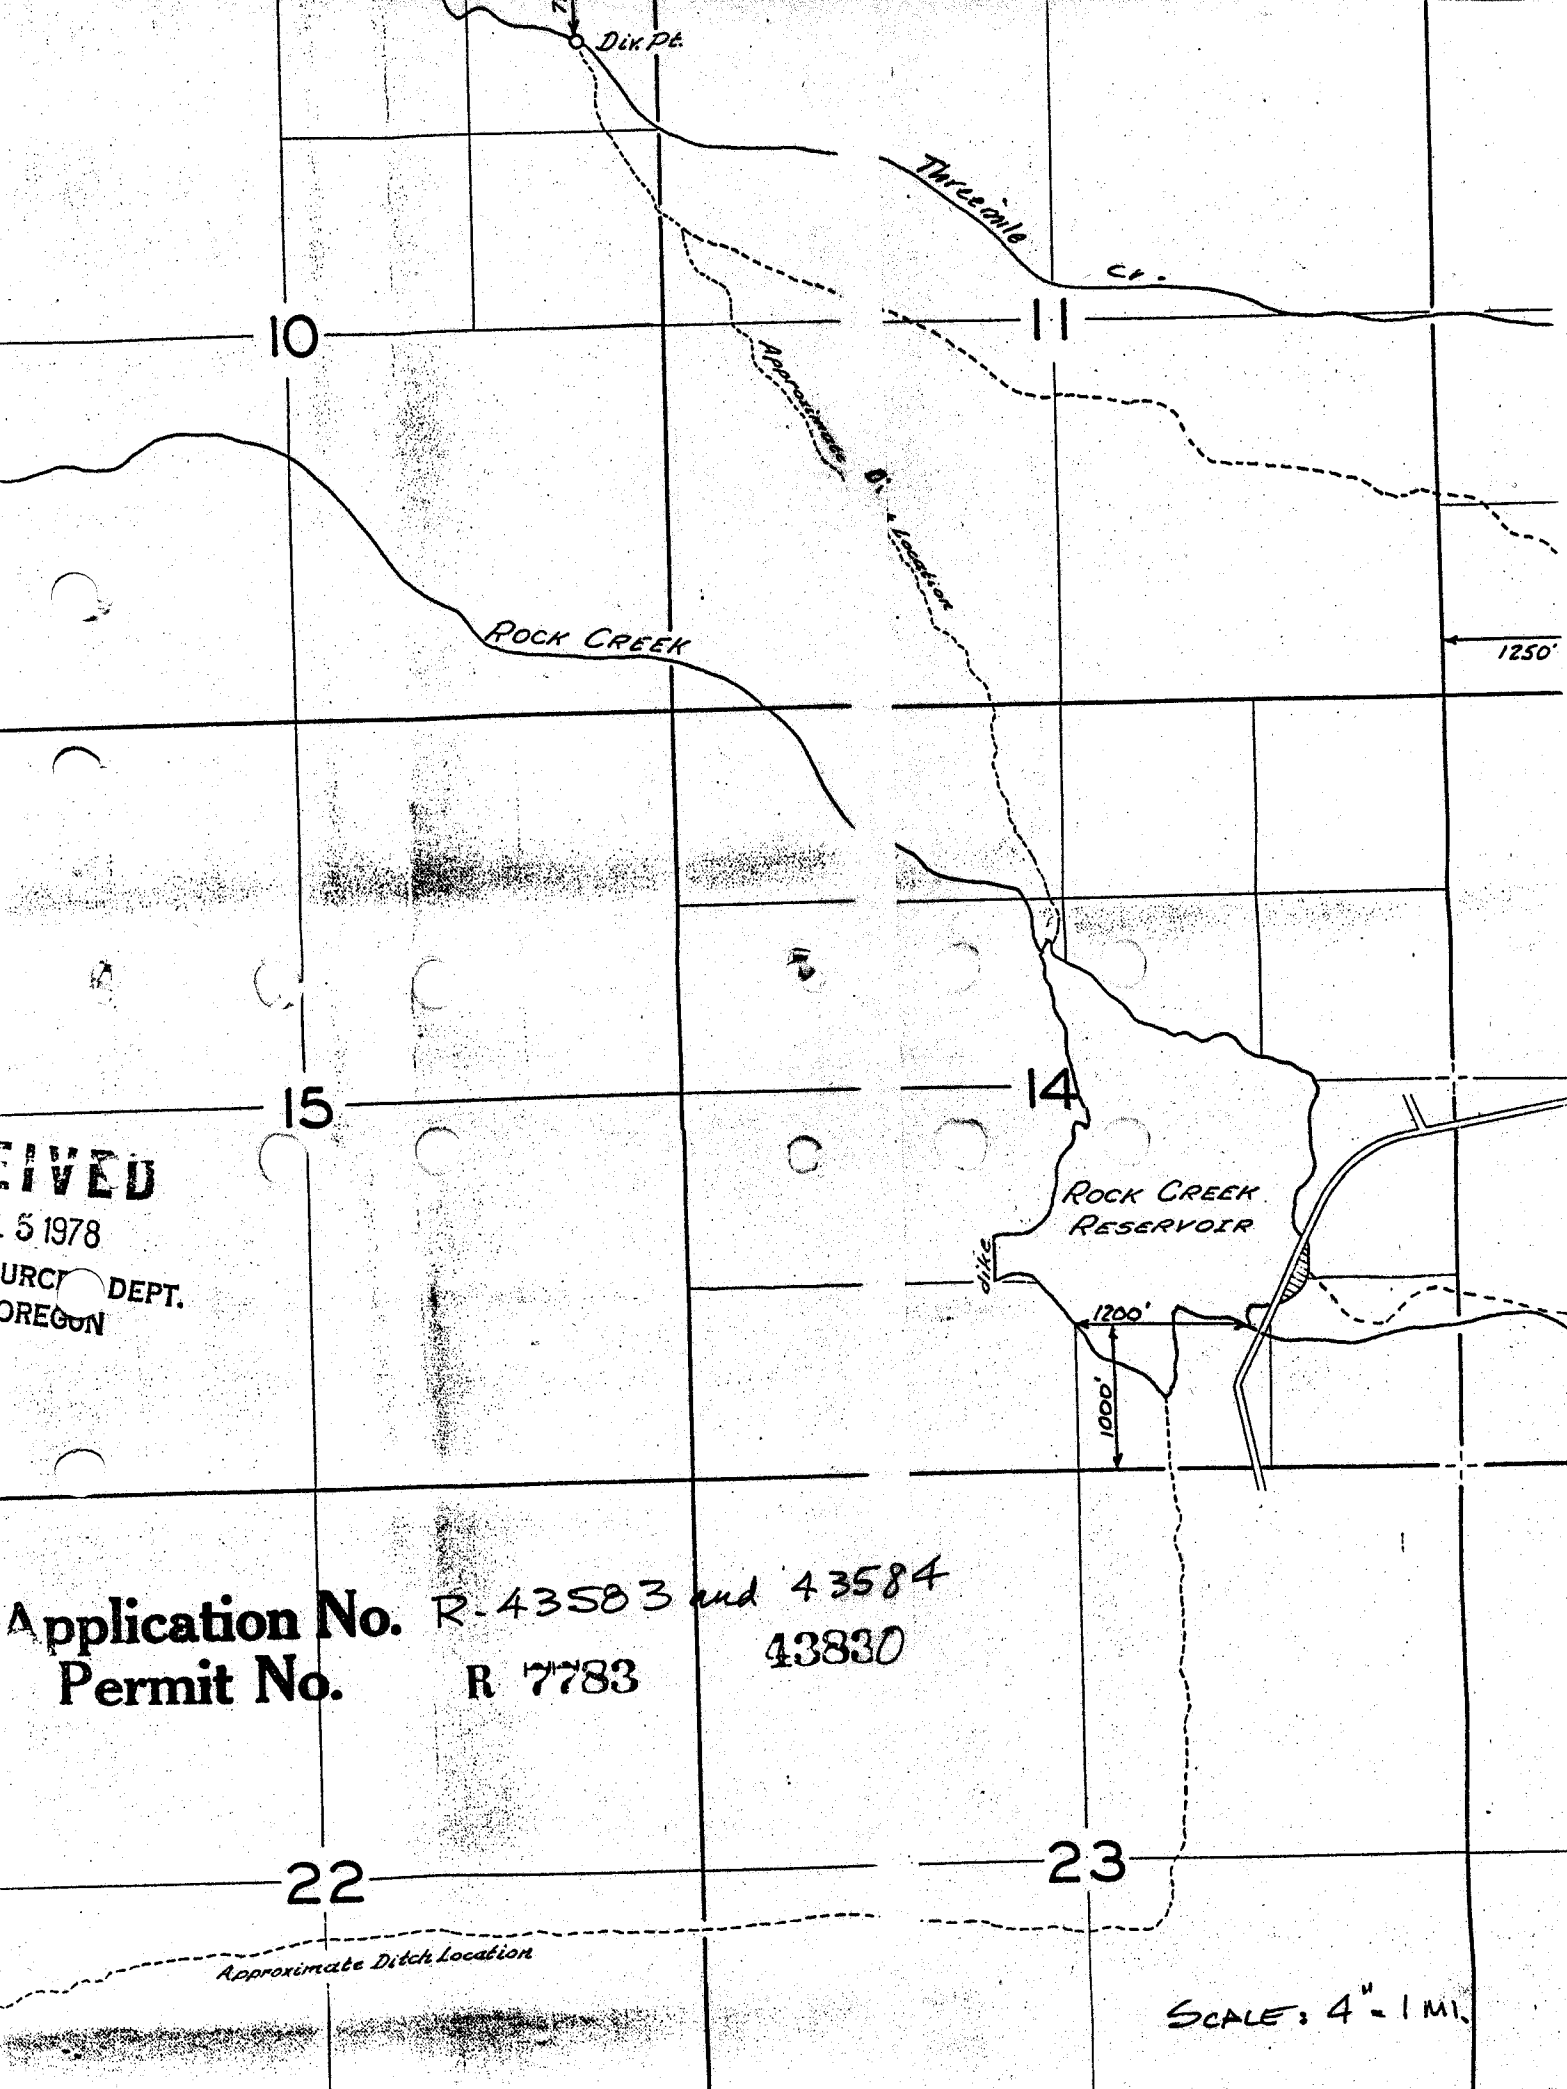 Div. Pt.
Threemile
Cr.
10
11
Approximate
Location
1250'
ROCK CREEK
15
14
EIVED
5 1978
DEPT.
OREGON
ROCK CREEK
RESERVOIR
dike
1200'
1000'
Application No. R-43583 and 43584
Permit No. R 7783 43830
22
23
Approximate Ditch Location
SCALE: 4" = 1 MI.